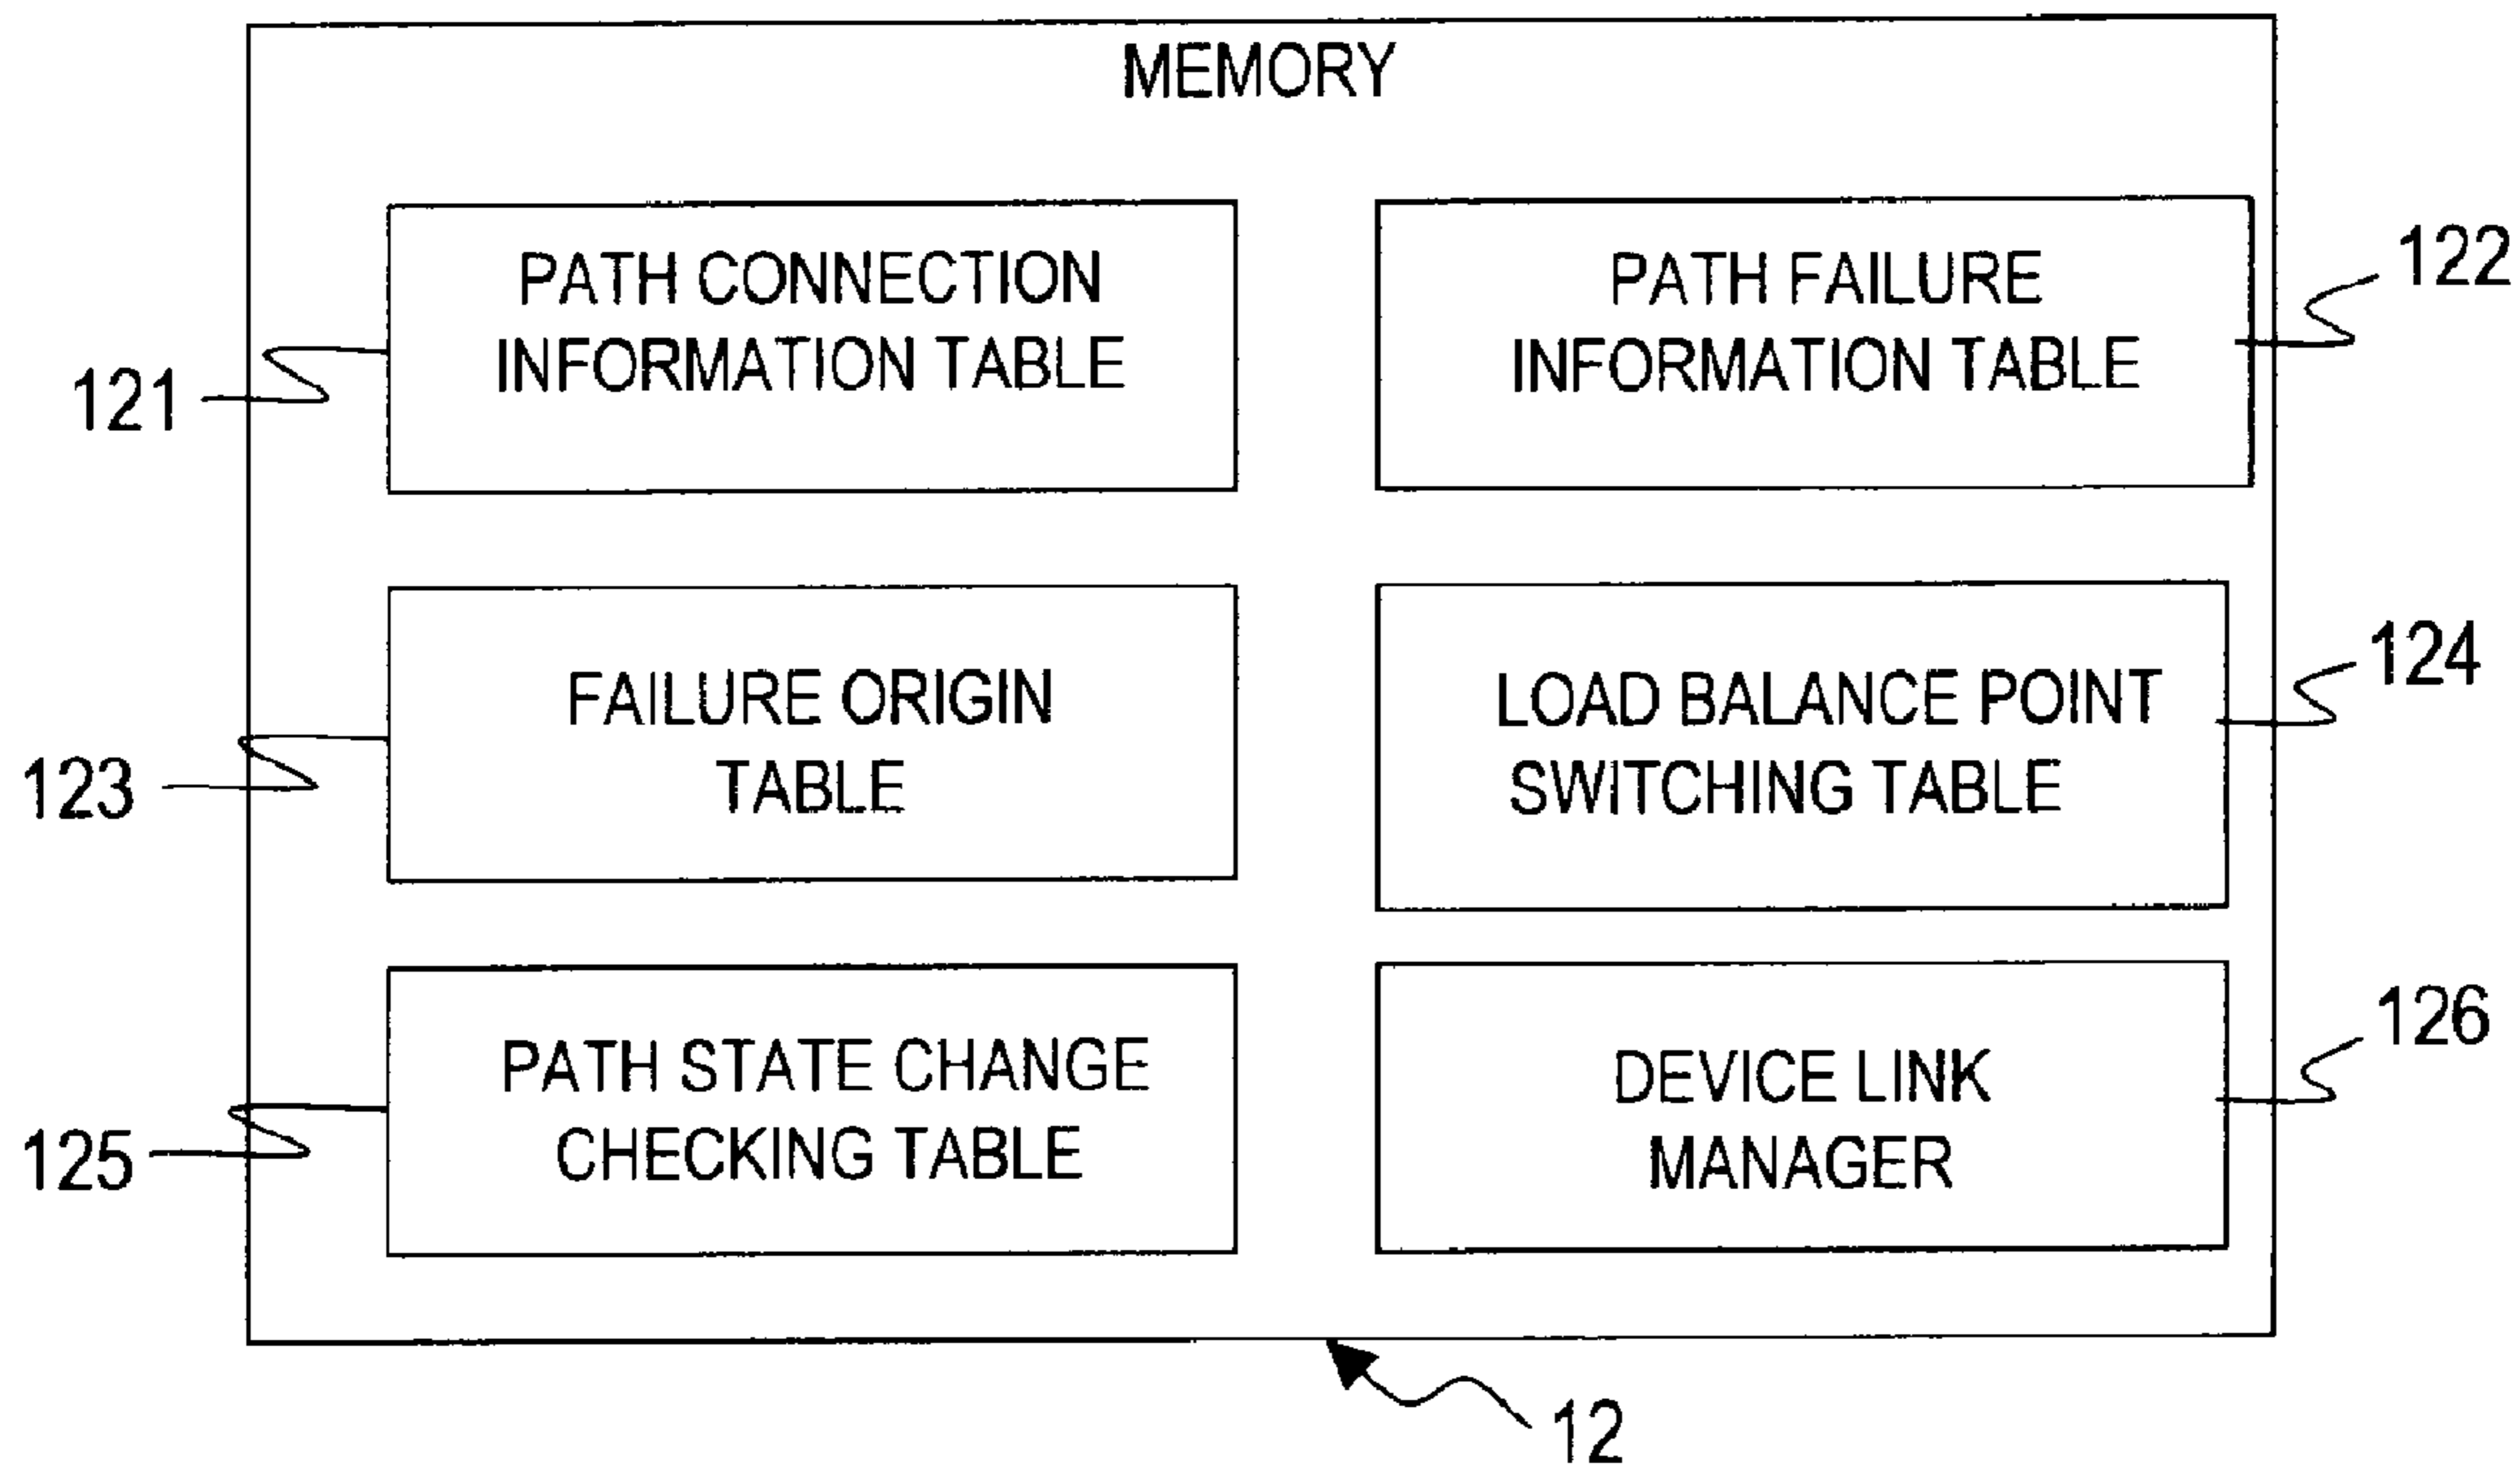 MEMORY
PATH CONNECTION
INFORMATION TABLE
121
PATH FAILURE
INFORMATION TABLE
122
FAILURE ORIGIN
TABLE
123
LOAD BALANCE POINT
SWITCHING TABLE
124
PATH STATE CHANGE
CHECKING TABLE
125
DEVICE LINK
MANAGER
126
12